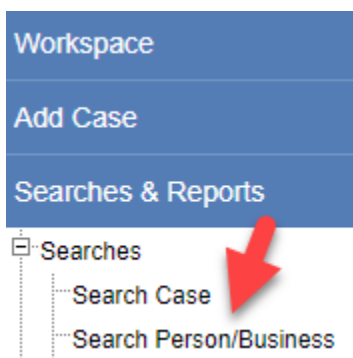 Workspace
Add Case
Searches & Reports
Searches
Search Case
Search Person/Business